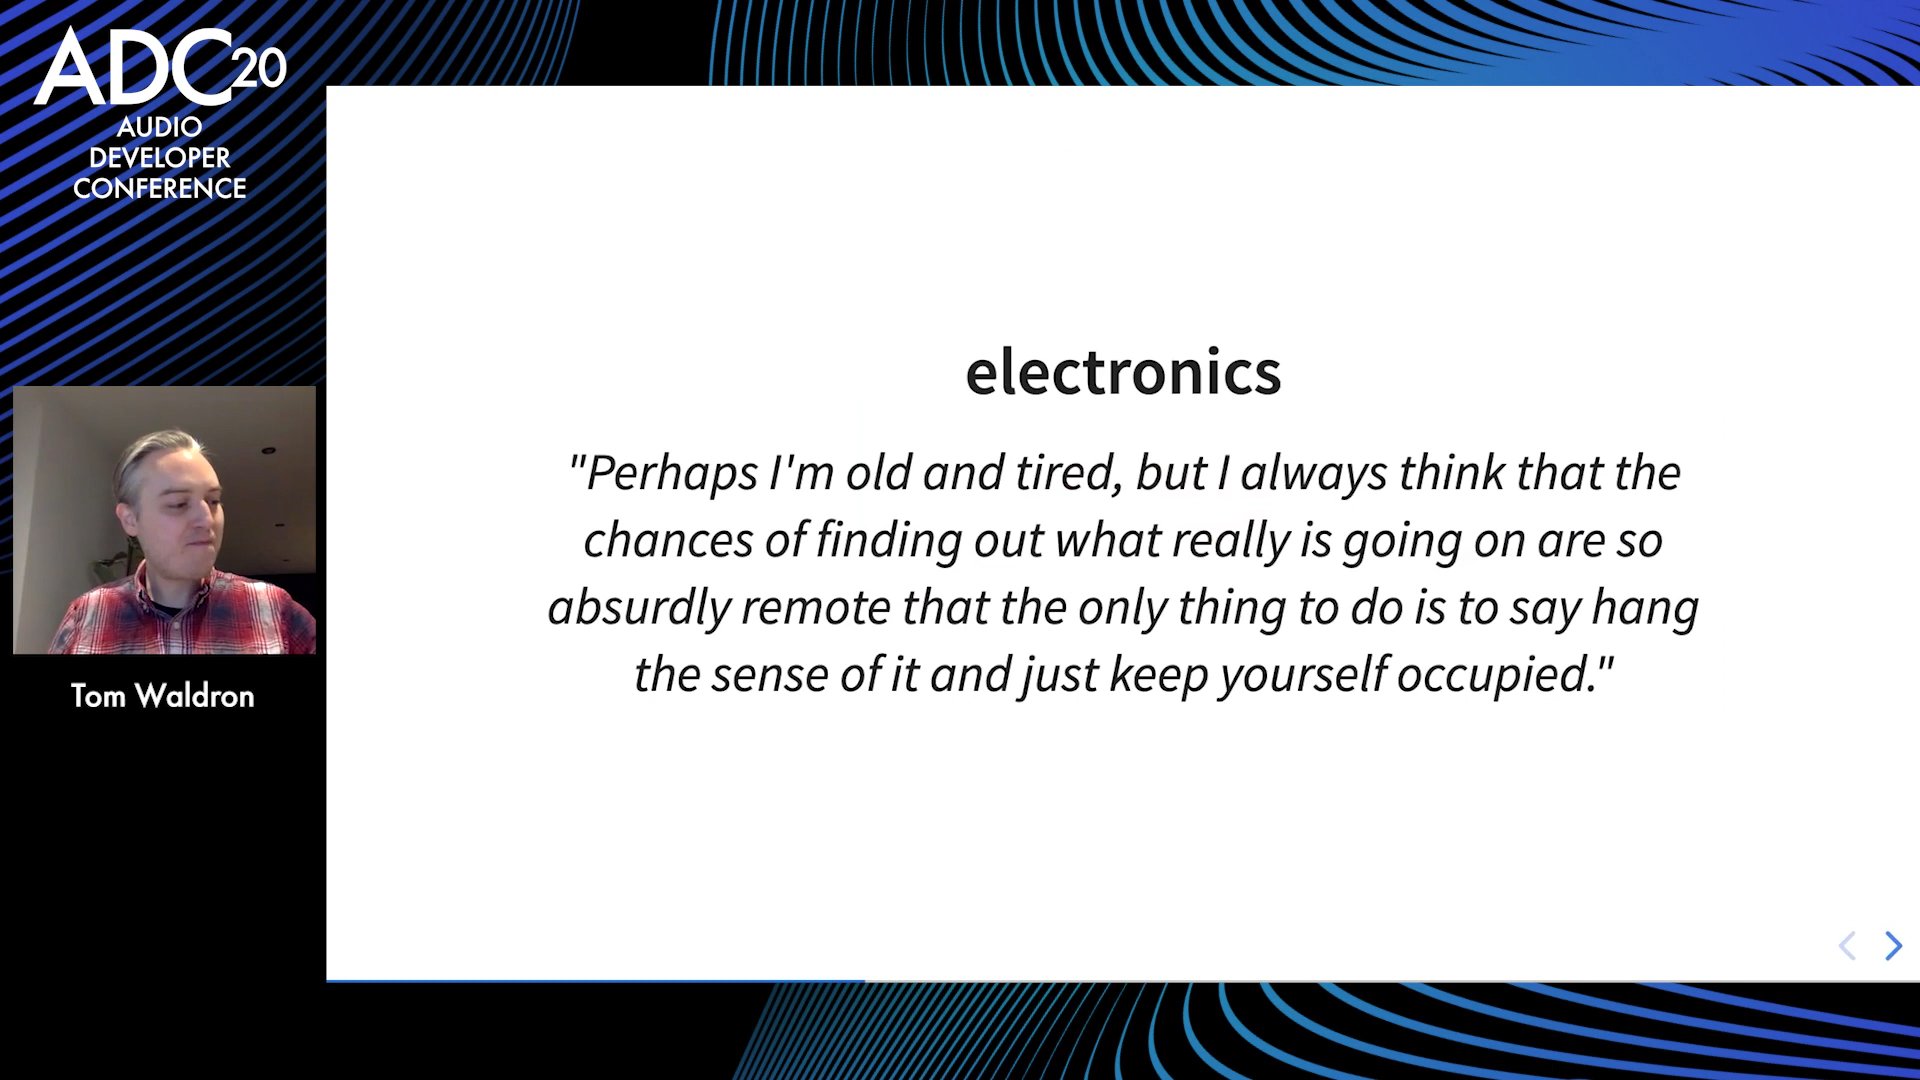 ADC20
AUDIO
DEVELOPER
CONFERENCE
electronics
"Perhaps I'm old and tired, but I always think that the
chances of finding out what really is going on are so
absurdly remote that the only thing to do is to say hang
the sense of it and just keep yourself occupied."
Tom Waldron